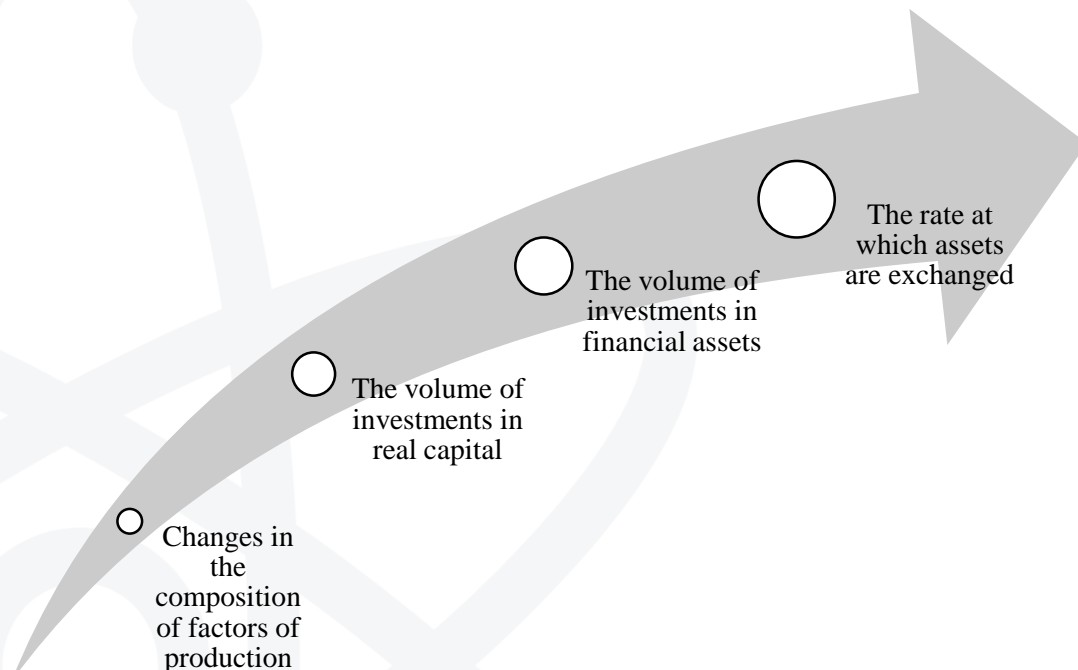 The rate at
which assets
are exchanged
The volume of
investments in
financial assets
The volume of
investments in
real capital
Changes in
the
composition
of factors of
production